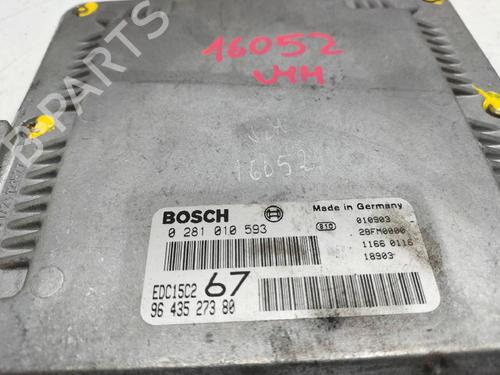 B-PARTS
16052
VHH
16052
BOSCH
Made in Germany
0 281 010 593
010903
28FM0000
1166 0116
18903
EDC15C2 67
96 435 273 80